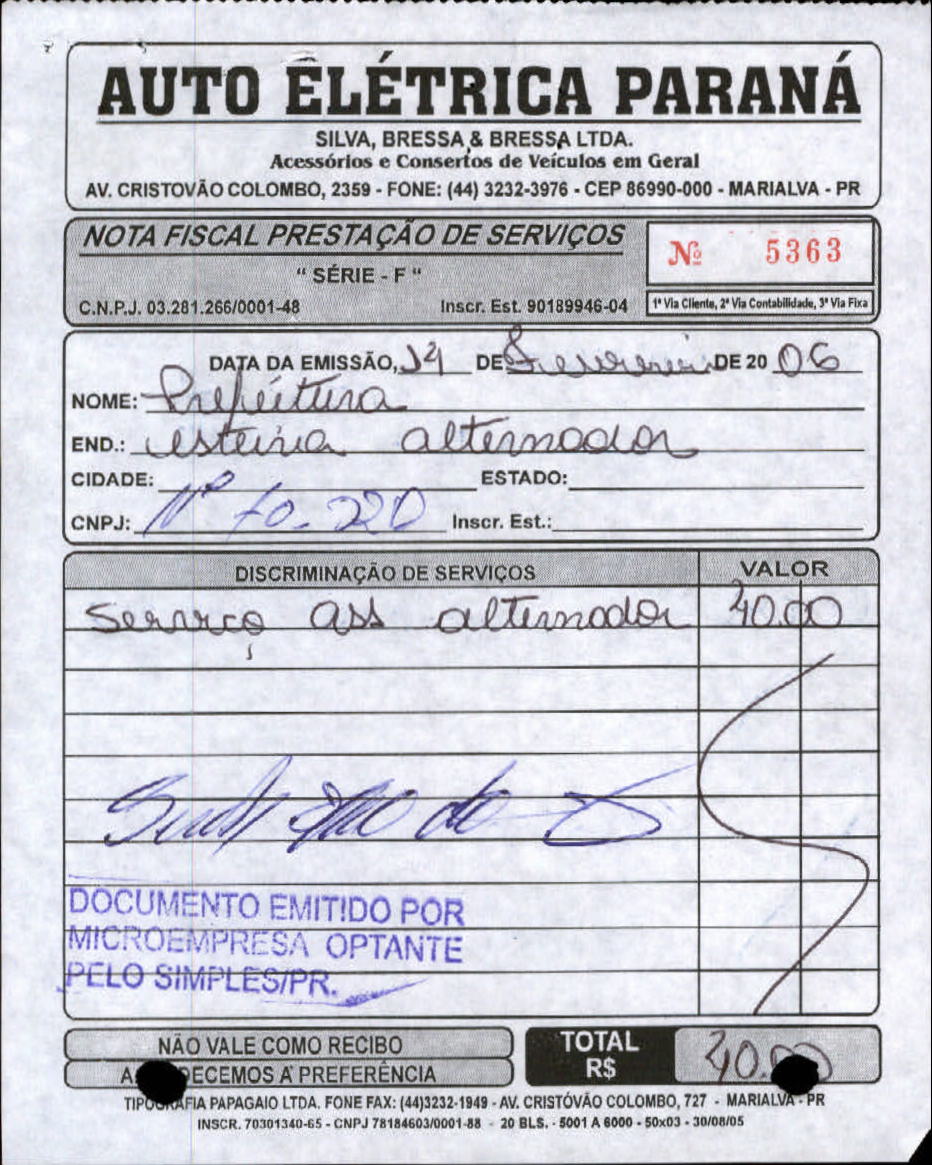 AUTO ELÉTRICA PARANÁ
SILVA, BRESSA & BRESSA LTDA.
Acessórios e Consertos de Veículos em Geral
AV. CRISTOVÃO COLOMBO, 2359 - FONE: (44) 3232-3976 - CEP 86990-000 - MARIALVA - PR
NOTA FISCAL PRESTAÇÃO DE SERVIÇOS
Nº 5363
" SÉRIE - F "
C.N.P.J. 03.281.266/0001-48 Inscr. Est. 90189946-04 1ª Via Cliente, 2ª Via Contabilidade, 3ª Via Fixa
DATA DA EMISSÃO, 14 DE Fevereiro DE 20 06
NOME: Prefeitura
END.: esteira alternador
CIDADE: ESTADO:
CNPJ: Nº 70-220 Inscr. Est.:
DISCRIMINAÇÃO DE SERVIÇOS VALOR
Serviço ass alternador 40.00
DOCUMENTO EMITIDO POR
MICROEMPRESA OPTANTE
PELO SIMPLES/PR.
NÃO VALE COMO RECIBO TOTAL
R$ 40.00
A PREFERÊNCIA
TIPOGRAFIA PAPAGAIO LTDA. FONE FAX: (44)3232-1949 - AV. CRISTÓVÃO COLOMBO, 727 - MARIALVA - PR
INSCR. 70301340-65 - CNPJ 78184603/0001-88 - 20 BLS. - 5001 A 6000 - 50x03 - 30/08/05